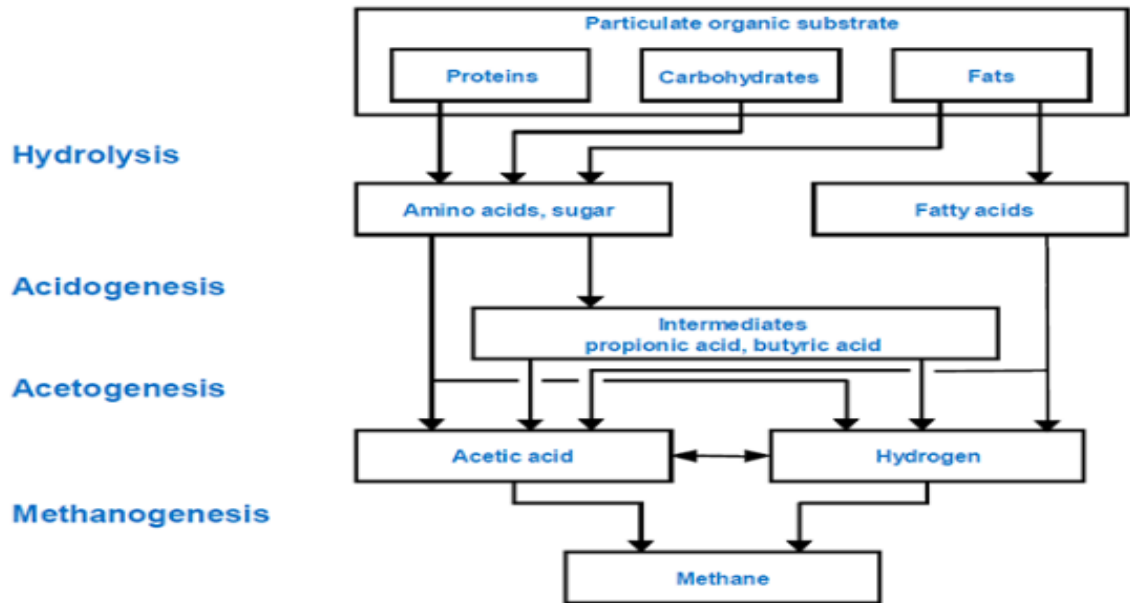 Particulate organic substrate
Proteins
Carbohydrates
Fats
Hydrolysis
Amino acids, sugar
Fatty acids
Acidogenesis
Intermediates
propionic acid, butyric acid
Acetogenesis
Acetic acid
Hydrogen
Methanogenesis
Methane